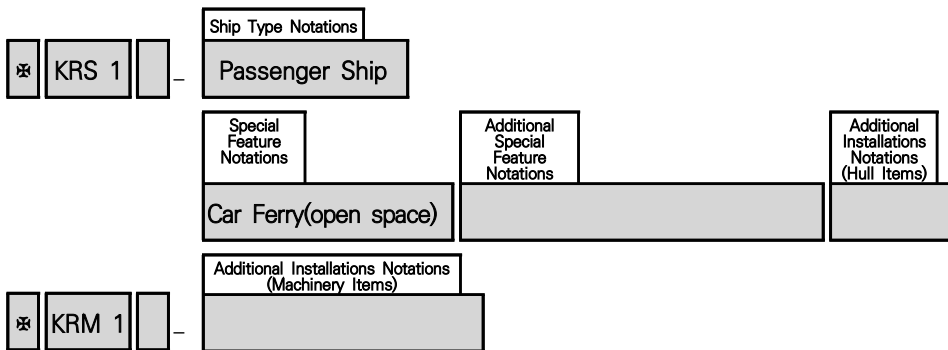 Ship Type Notations
✠ KRS 1 – Passenger Ship
Special
Feature
Notations
Additional
Special
Feature
Notations
Additional
Installations
Notations
(Hull Items)
Car Ferry(open space)
Additional Installations Notations
(Machinery Items)
✠ KRM 1 –